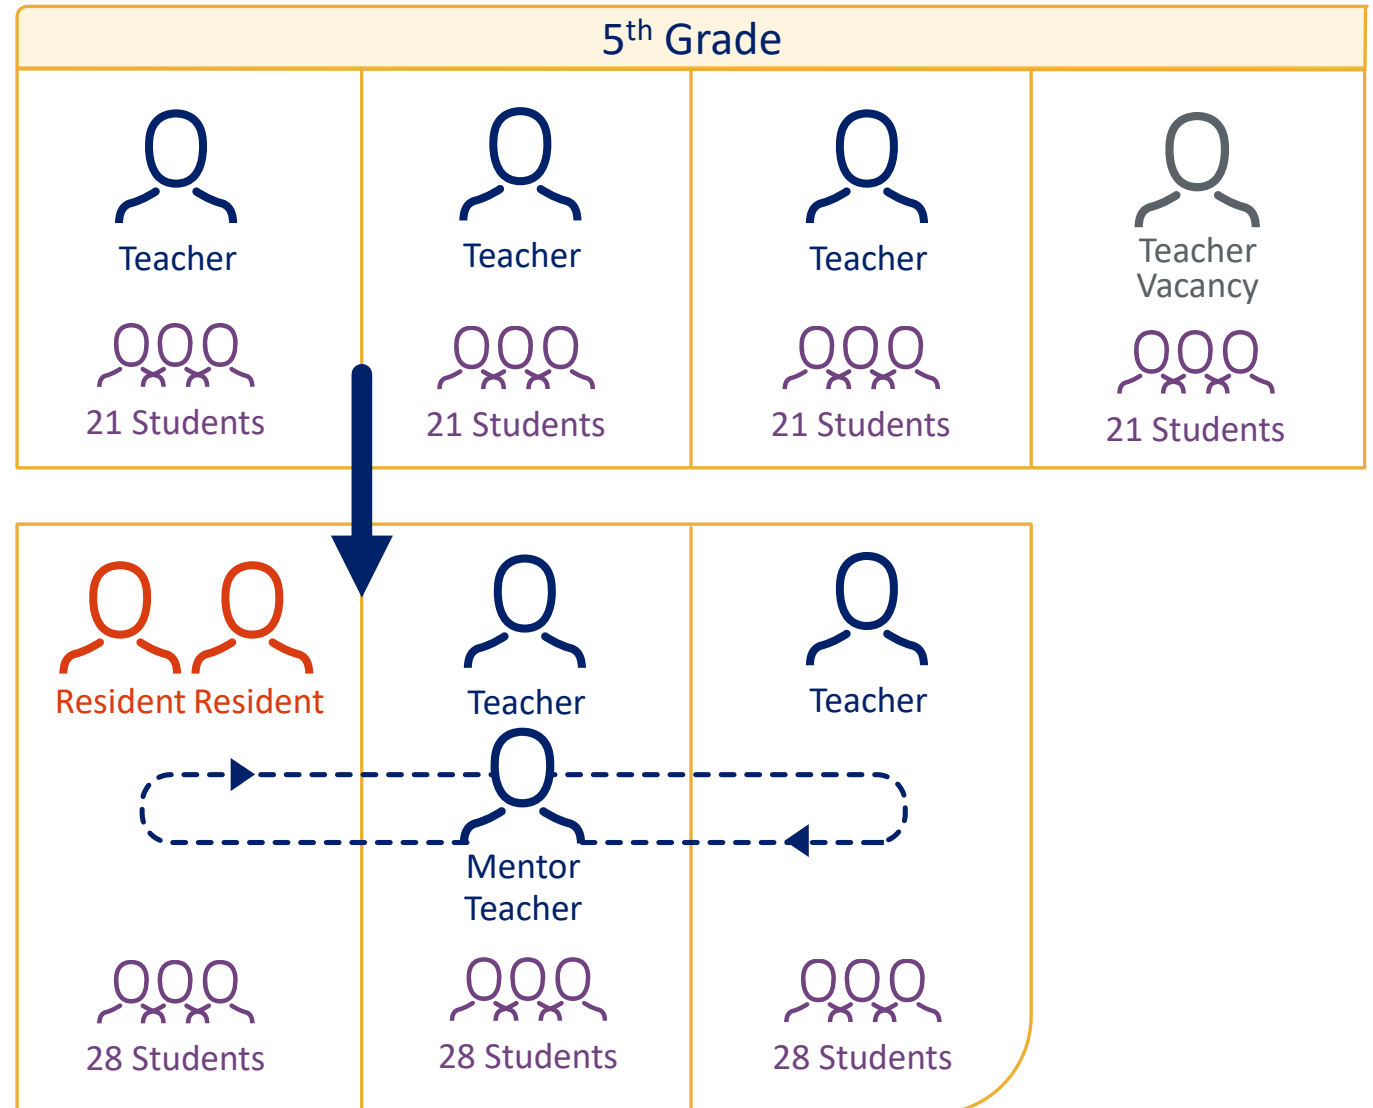 5th Grade
Teacher
Teacher
Teacher
Teacher
Vacancy
21 Students
21 Students
21 Students
21 Students
Resident Resident
Teacher
Teacher
Mentor
Teacher
28 Students
28 Students
28 Students